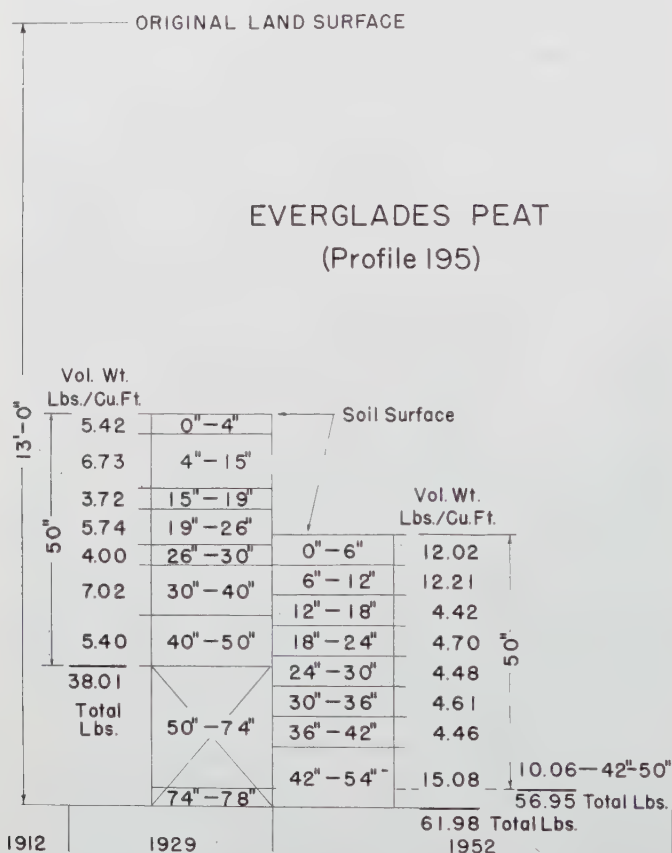 ORIGINAL LAND SURFACE
EVERGLADES PEAT
(Profile 195)
13'-0"
Vol. Wt.
Lbs./Cu.Ft.
50"
5.42 0"-4"
6.73 4"-15"
3.72 15"-19"
5.74 19"-26"
4.00 26"-30"
7.02 30"-40"
5.40 40"-50"
38.01
Total
Lbs.
50"-74"
74"-78"
Soil Surface
Vol. Wt.
Lbs./Cu.Ft.
0"-6" 12.02
6"-12" 12.21
12"-18" 4.42
18"-24" 4.70
24"-30" 4.48
30"-36" 4.61
36"-42" 4.46
42"-54" 15.08
50"
10.06-42"-50"
56.95 Total Lbs.
61.98 Total Lbs.
1912 1929 1952